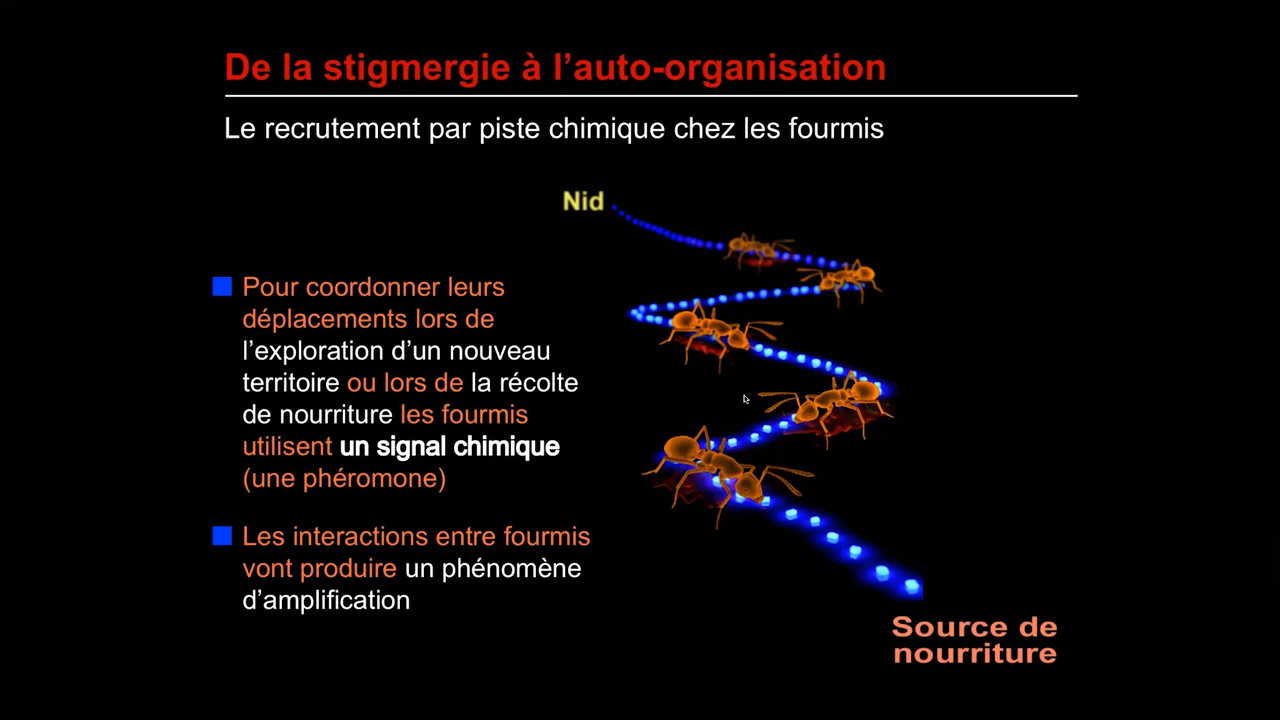 De la stigmergie à l’auto-organisation
Le recrutement par piste chimique chez les fourmis
Nid
Pour coordonner leurs
déplacements lors de
l’exploration d’un nouveau
territoire ou lors de la récolte
de nourriture les fourmis
utilisent un signal chimique
(une phéromone)
Les interactions entre fourmis
vont produire un phénomène
d’amplification
Source de
nourriture